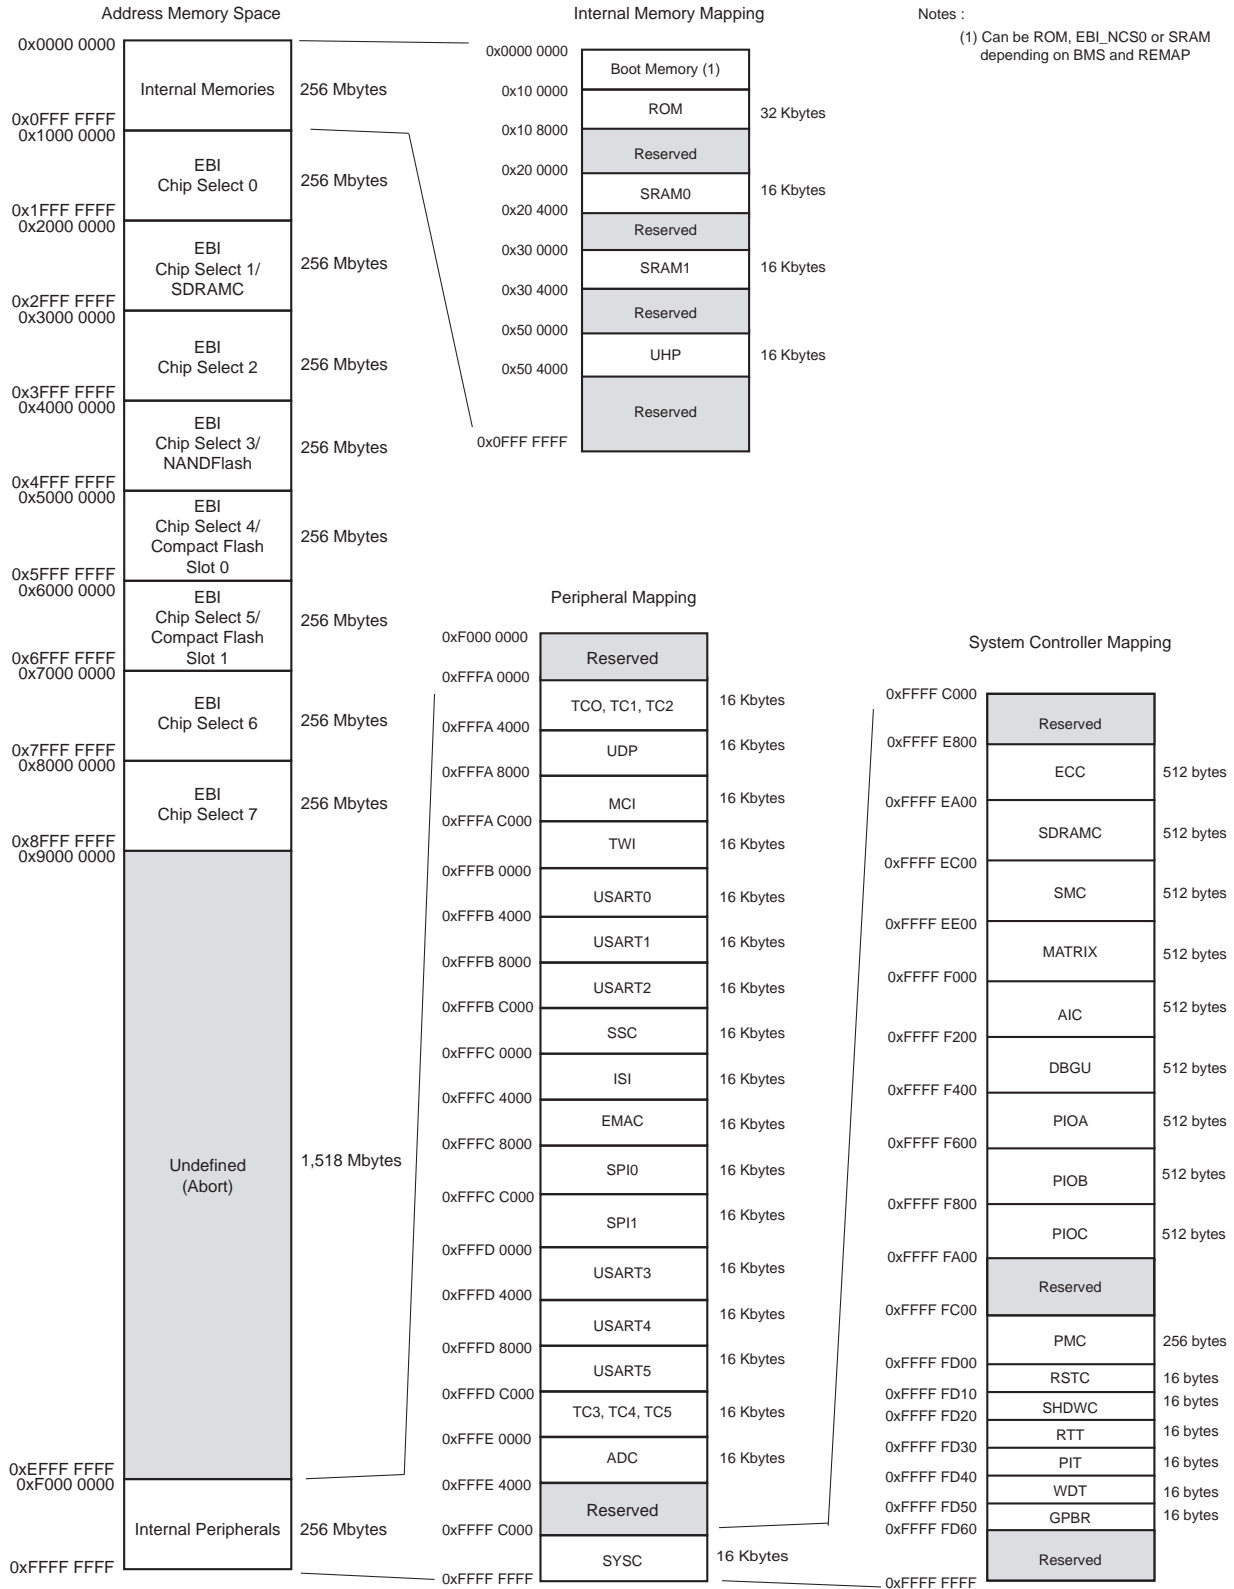 Address Memory Space
0x0000 0000
Internal Memories
256 Mbytes
0x0FFF FFFF
0x1000 0000
EBI
Chip Select 0
256 Mbytes
0x1FFF FFFF
0x2000 0000
EBI
Chip Select 1/
SDRAMC
256 Mbytes
0x2FFF FFFF
0x3000 0000
EBI
Chip Select 2
256 Mbytes
0x3FFF FFFF
0x4000 0000
EBI
Chip Select 3/
NANDFlash
256 Mbytes
0x4FFF FFFF
0x5000 0000
EBI
Chip Select 4/
Compact Flash
Slot 0
256 Mbytes
0x5FFF FFFF
0x6000 0000
EBI
Chip Select 5/
Compact Flash
Slot 1
256 Mbytes
0x6FFF FFFF
0x7000 0000
EBI
Chip Select 6
256 Mbytes
0x7FFF FFFF
0x8000 0000
EBI
Chip Select 7
256 Mbytes
0x8FFF FFFF
0x9000 0000
Undefined
(Abort)
1,518 Mbytes
0xEFFF FFFF
0xF000 0000
Internal Peripherals
256 Mbytes
0xFFFF FFFF
Internal Memory Mapping
0x0000 0000
Boot Memory (1)
0x10 0000
ROM
32 Kbytes
0x10 8000
Reserved
0x20 0000
SRAM0
16 Kbytes
0x20 4000
Reserved
0x30 0000
SRAM1
16 Kbytes
0x30 4000
Reserved
0x50 0000
UHP
16 Kbytes
0x50 4000
Reserved
0x0FFF FFFF
Notes :
(1) Can be ROM, EBI_NCS0 or SRAM
depending on BMS and REMAP
Peripheral Mapping
0xF000 0000
Reserved
0xFFFA 0000
TCO, TC1, TC2
16 Kbytes
0xFFFA 4000
UDP
16 Kbytes
0xFFFA 8000
MCI
16 Kbytes
0xFFFA C000
TWI
16 Kbytes
0xFFFB 0000
USART0
16 Kbytes
0xFFFB 4000
USART1
16 Kbytes
0xFFFB 8000
USART2
16 Kbytes
0xFFFB C000
SSC
16 Kbytes
0xFFFC 0000
ISI
16 Kbytes
0xFFFC 4000
EMAC
16 Kbytes
0xFFFC 8000
SPI0
16 Kbytes
0xFFFC C000
SPI1
16 Kbytes
0xFFFD 0000
USART3
16 Kbytes
0xFFFD 4000
USART4
16 Kbytes
0xFFFD 8000
USART5
16 Kbytes
0xFFFD C000
TC3, TC4, TC5
16 Kbytes
0xFFFE 0000
ADC
16 Kbytes
0xFFFE 4000
Reserved
0xFFFF C000
SYSC
16 Kbytes
0xFFFF FFFF
System Controller Mapping
0xFFFF C000
Reserved
0xFFFF E800
ECC
512 bytes
0xFFFF EA00
SDRAMC
512 bytes
0xFFFF EC00
SMC
512 bytes
0xFFFF EE00
MATRIX
512 bytes
0xFFFF F000
AIC
512 bytes
0xFFFF F200
DBGU
512 bytes
0xFFFF F400
PIOA
512 bytes
0xFFFF F600
PIOB
512 bytes
0xFFFF F800
PIOC
512 bytes
0xFFFF FA00
Reserved
0xFFFF FC00
PMC
256 bytes
0xFFFF FD00
RSTC
16 bytes
0xFFFF FD10
SHDWC
16 bytes
0xFFFF FD20
RTT
16 bytes
0xFFFF FD30
PIT
16 bytes
0xFFFF FD40
WDT
16 bytes
0xFFFF FD50
GPBR
16 bytes
0xFFFF FD60
Reserved
0xFFFF FFFF